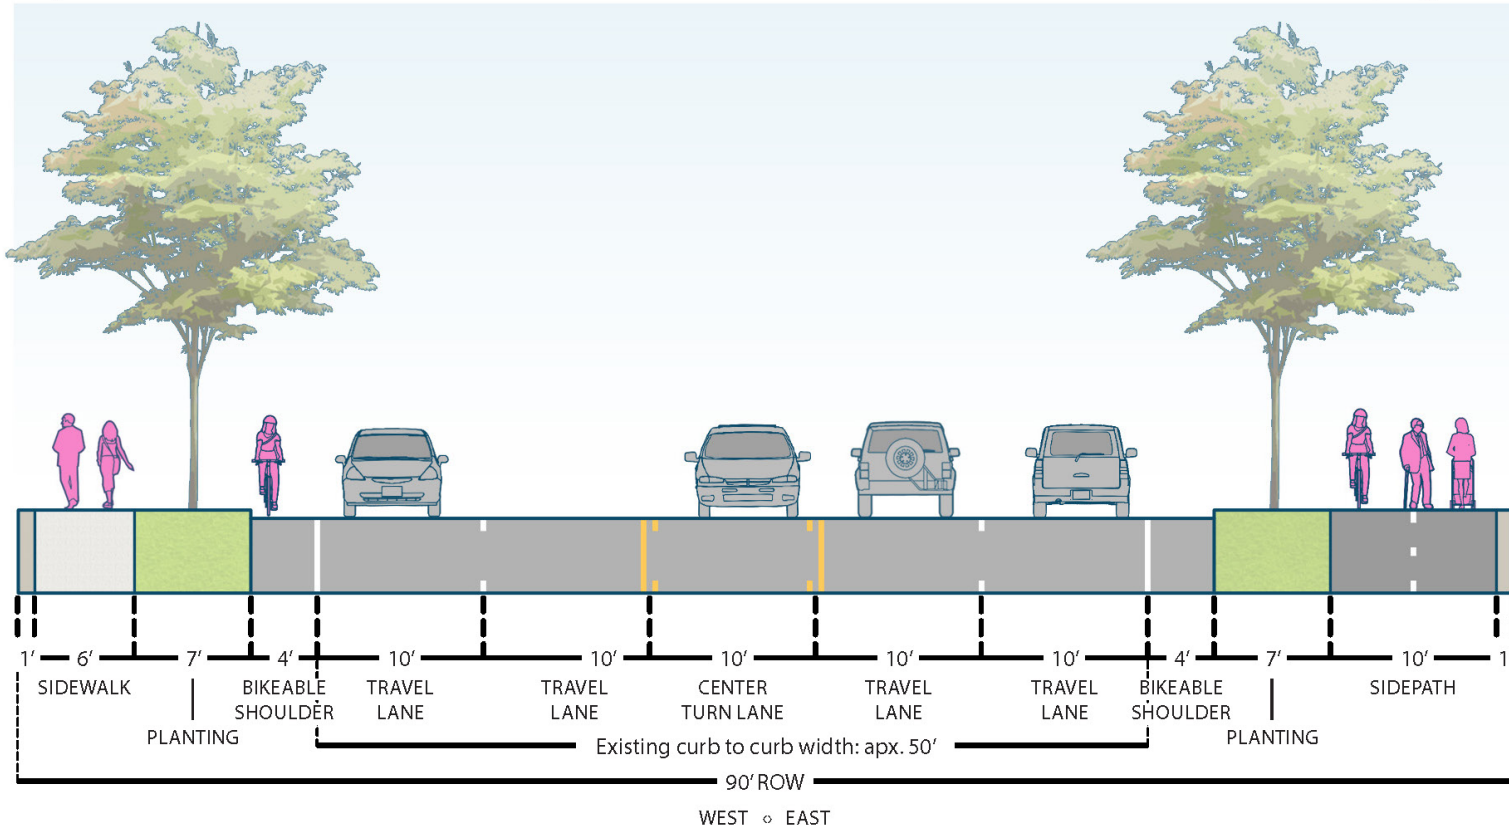 1' 6' 7' 4' 10' 10' 10' 10' 10' 4' 7' 10' 1
SIDEWALK
PLANTING
BIKEABLE
SHOULDER
TRAVEL
LANE
TRAVEL
LANE
CENTER
TURN LANE
TRAVEL
LANE
TRAVEL
LANE
BIKEABLE
SHOULDER
PLANTING
SIDEPATH
Existing curb to curb width: apx. 50'
90' ROW
WEST EAST